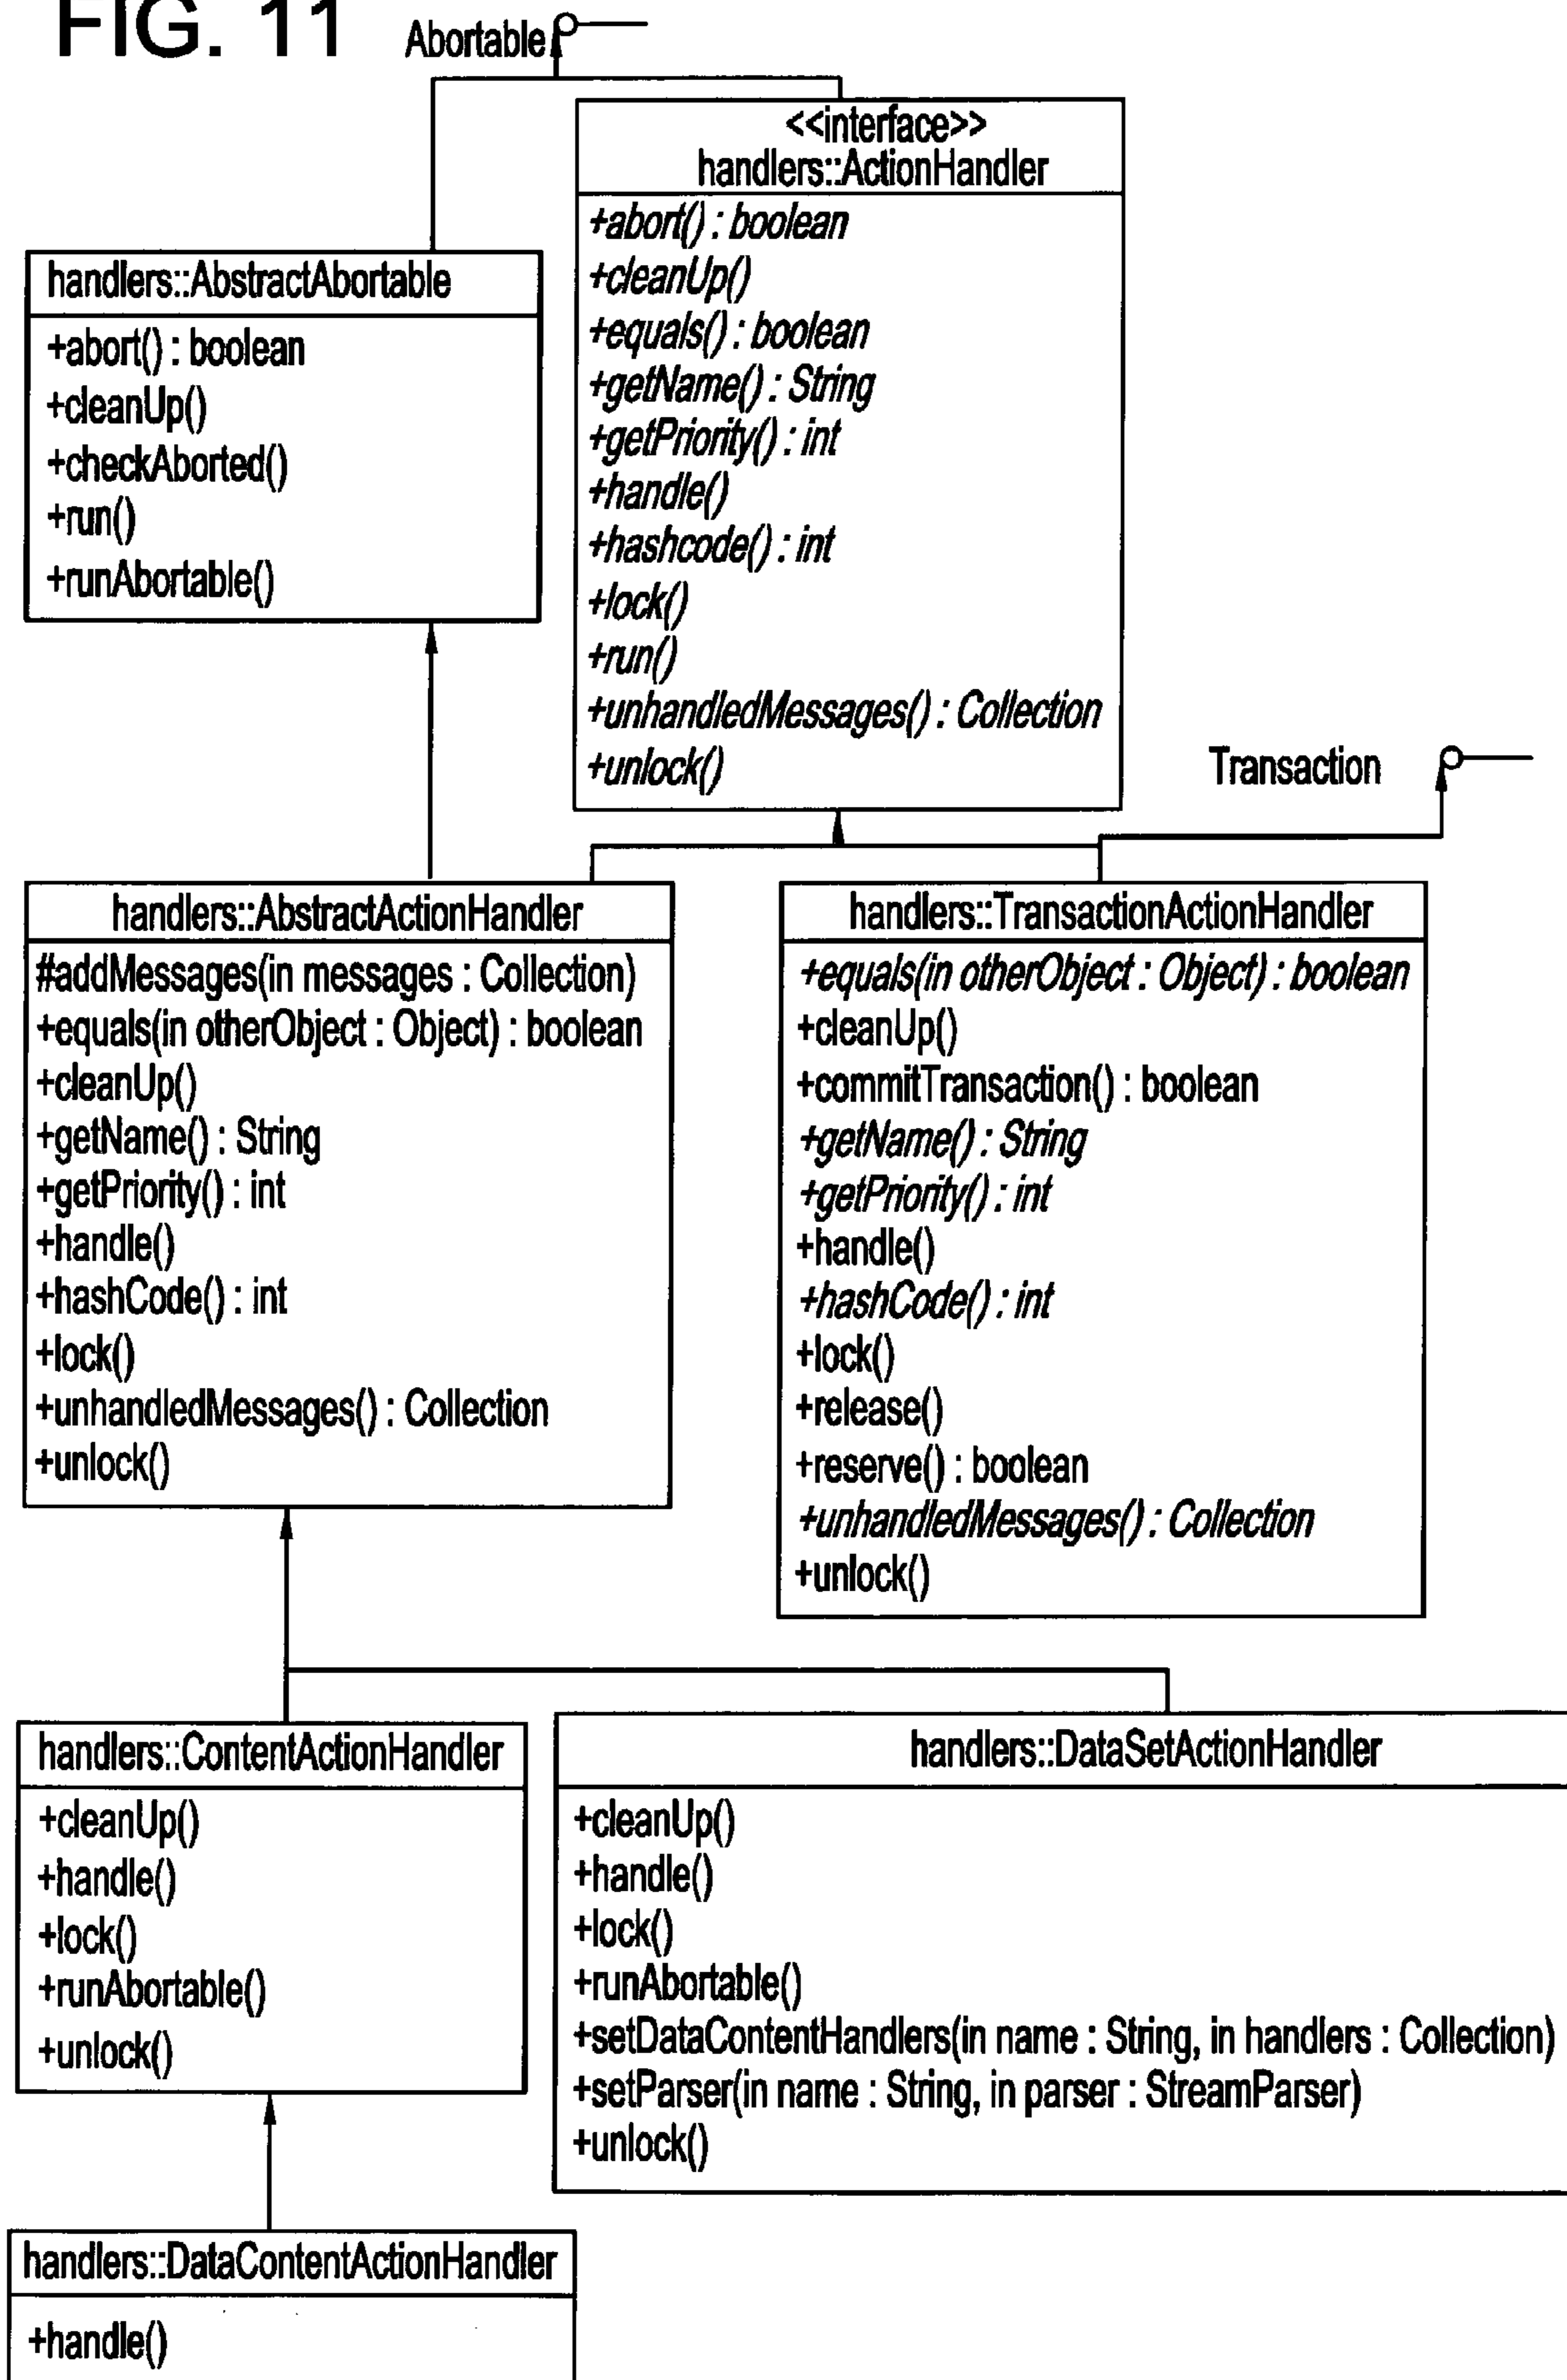 FIG. 11
Abortable
<<interface>>
handlers::ActionHandler
+abort() : boolean
+cleanUp()
+equals() : boolean
+getName() : String
+getPriority() : int
+handle()
+hashcode() : int
+lock()
+run()
+unhandledMessages() : Collection
+unlock()
handlers::AbstractAbortable
+abort() : boolean
+cleanUp()
+checkAborted()
+run()
+runAbortable()
Transaction
handlers::AbstractActionHandler
#addMessages(in messages : Collection)
+equals(in otherObject : Object) : boolean
+cleanUp()
+getName() : String
+getPriority() : int
+handle()
+hashCode() : int
+lock()
+unhandledMessages() : Collection
+unlock()
handlers::TransactionActionHandler
+equals(in otherObject : Object) : boolean
+cleanUp()
+commitTransaction() : boolean
+getName() : String
+getPriority() : int
+handle()
+hashCode() : int
+lock()
+release()
+reserve() : boolean
+unhandledMessages() : Collection
+unlock()
handlers::ContentActionHandler
+cleanUp()
+handle()
+lock()
+runAbortable()
+unlock()
handlers::DataSetActionHandler
+cleanUp()
+handle()
+lock()
+runAbortable()
+setDataContentHandlers(in name : String, in handlers : Collection)
+setParser(in name : String, in parser : StreamParser)
+unlock()
handlers::DataContentActionHandler
+handle()